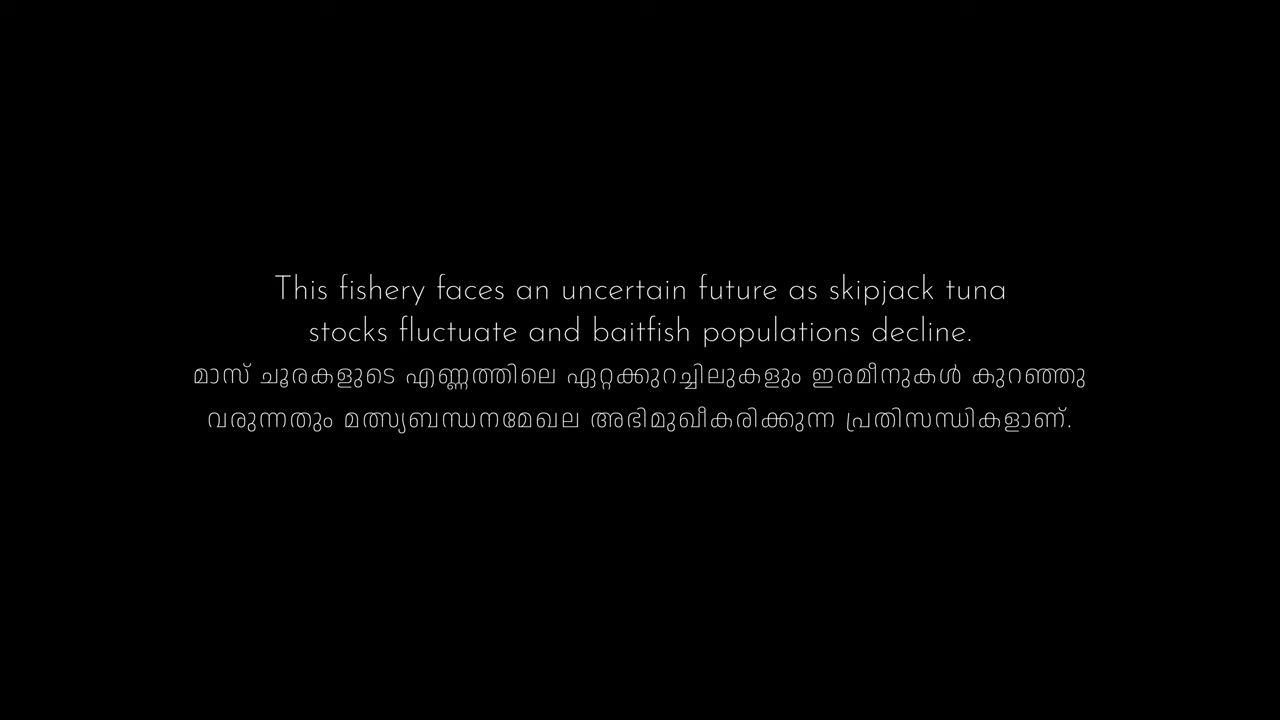 This fishery faces an uncertain future as skipjack tuna
stocks fluctuate and baitfish populations decline.
മാസ് ചൂരകളുടെ എണ്ണത്തിലെ ഏറ്റക്കുറച്ചിലുകളും ഇരമീനുകൾ കുറഞ്ഞു
വരുന്നതും മത്സ്യബന്ധനമേഖല അഭിമുഖീകരിക്കുന്ന പ്രതിസന്ധികളാണ്.